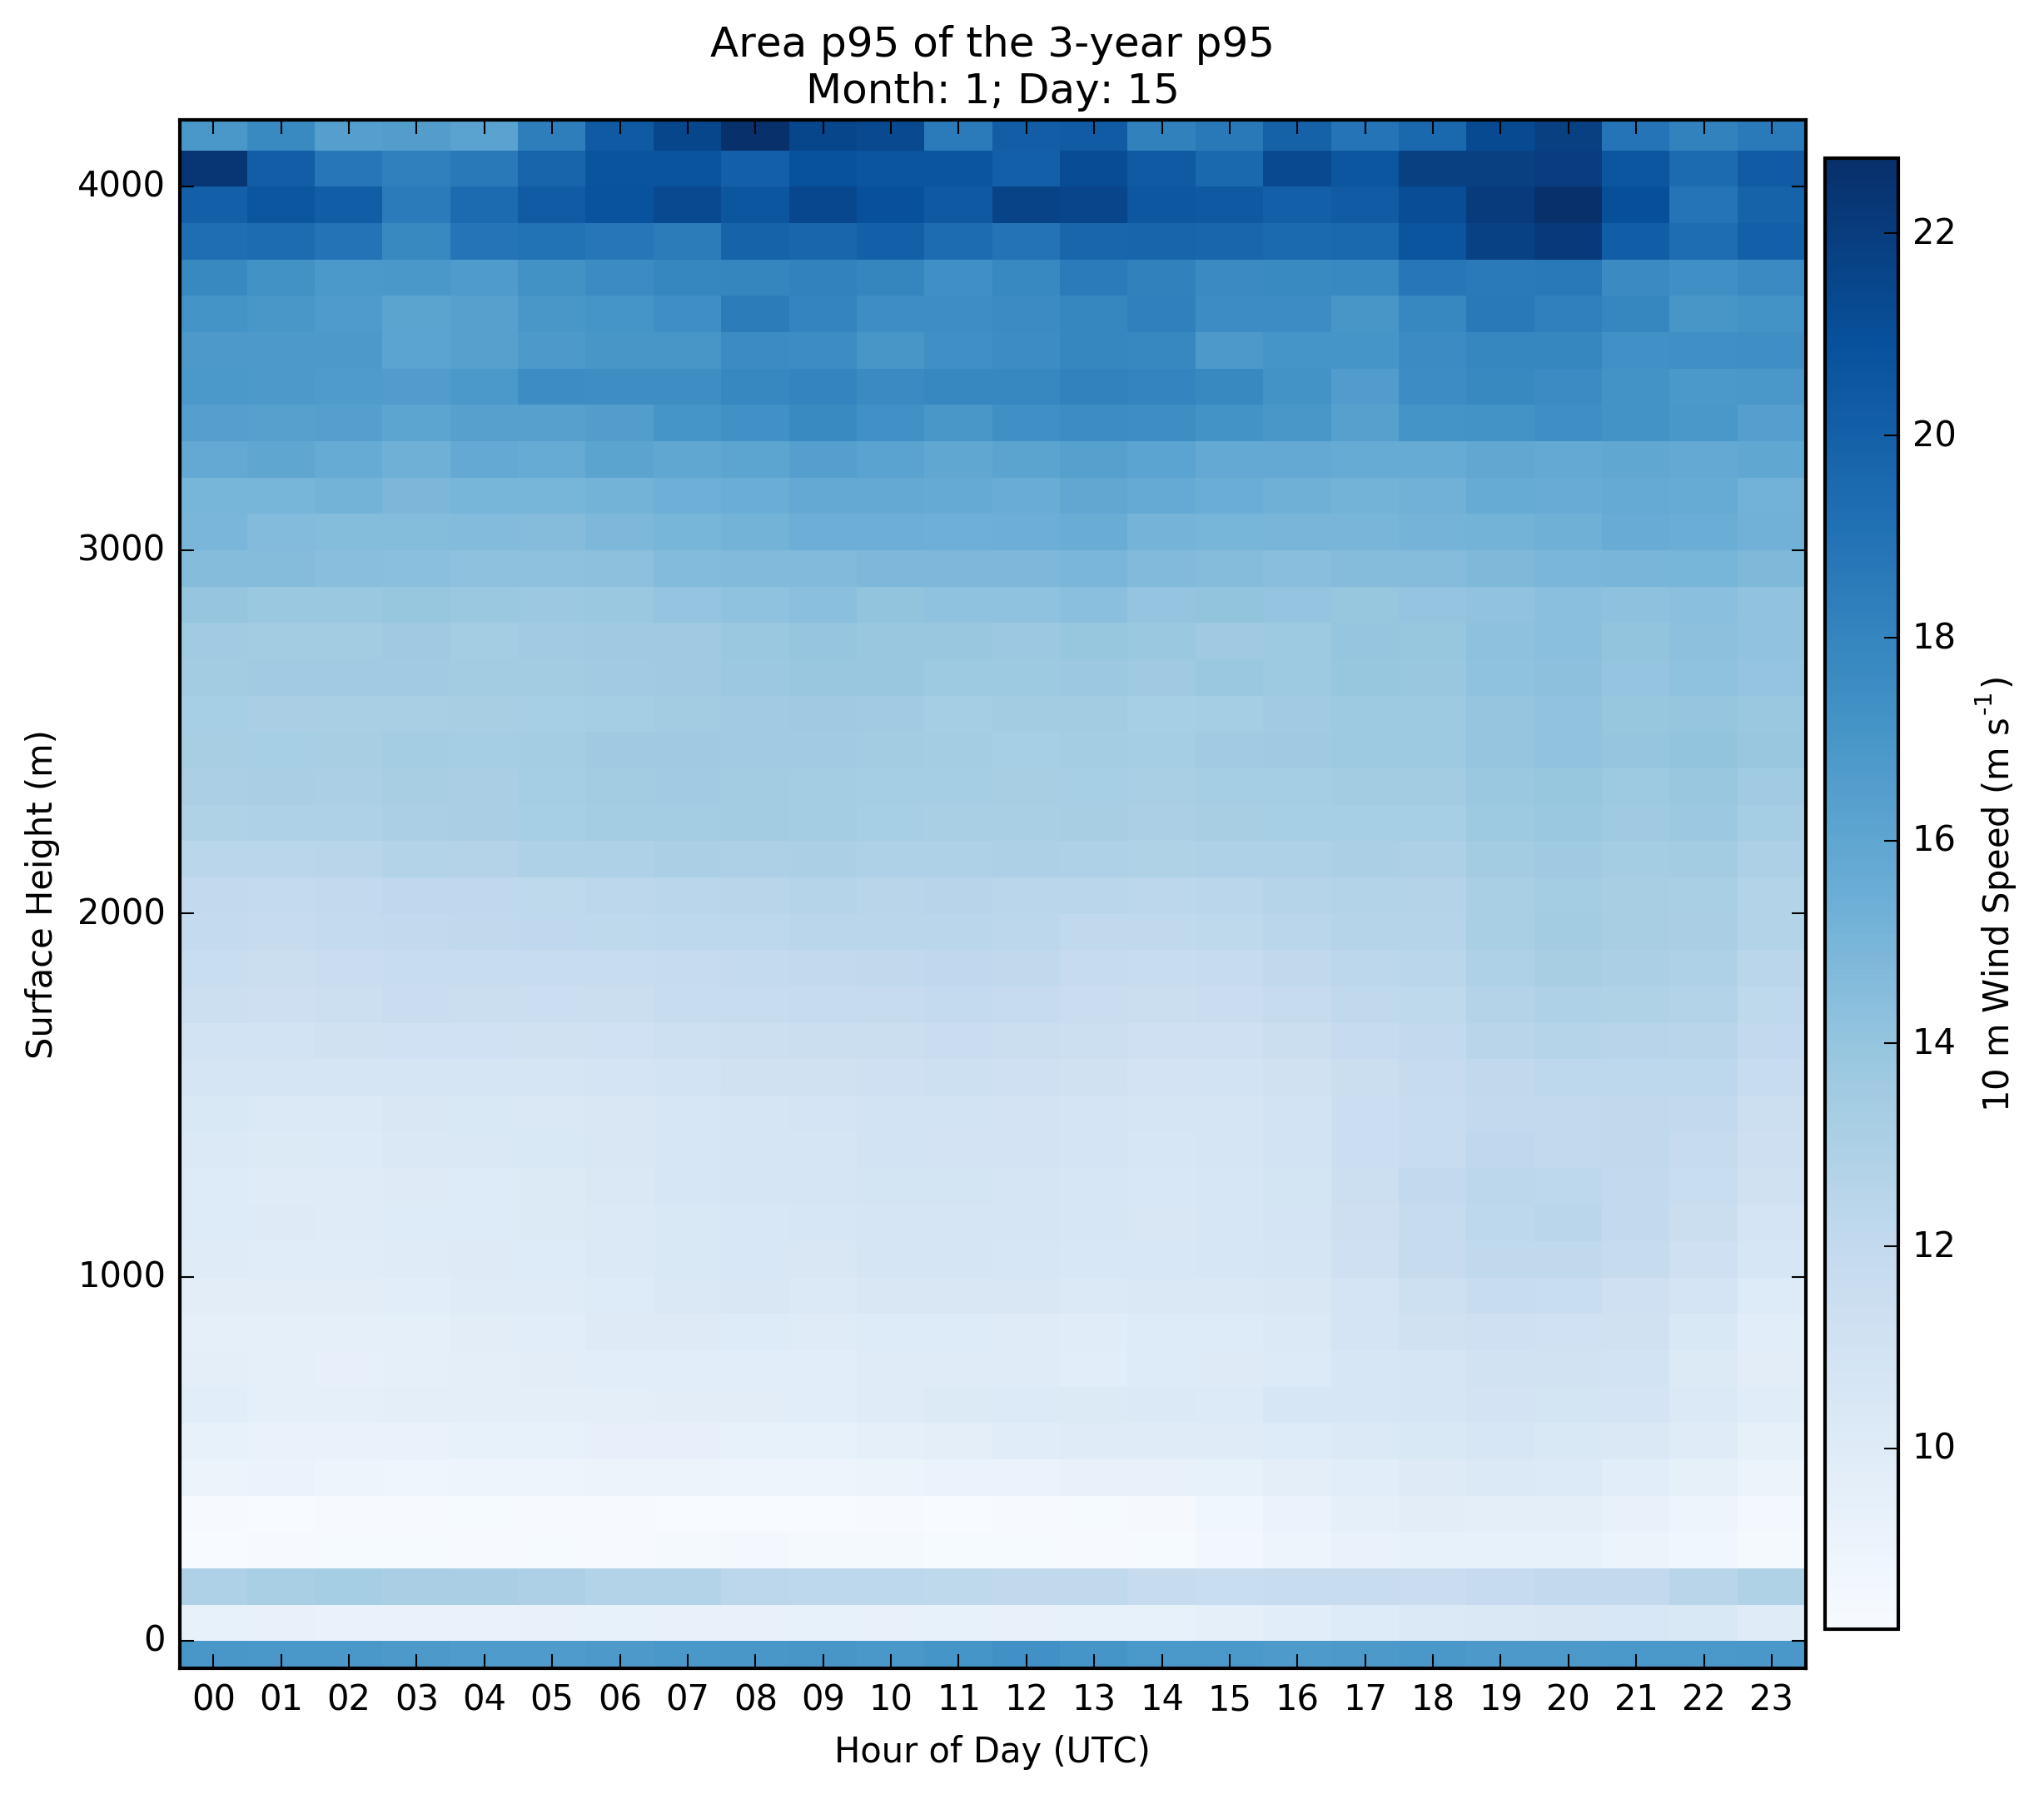 Area p95 of the 3-year p95
Month: 1; Day: 15
4000
3000
2000
1000
0
Surface Height (m)
00 01 02 03 04 05 06 07 08 09 10 11 12 13 14 15 16 17 18 19 20 21 22 23
Hour of Day (UTC)
22
20
18
16
14
12
10
10 m Wind Speed (m s⁻¹)